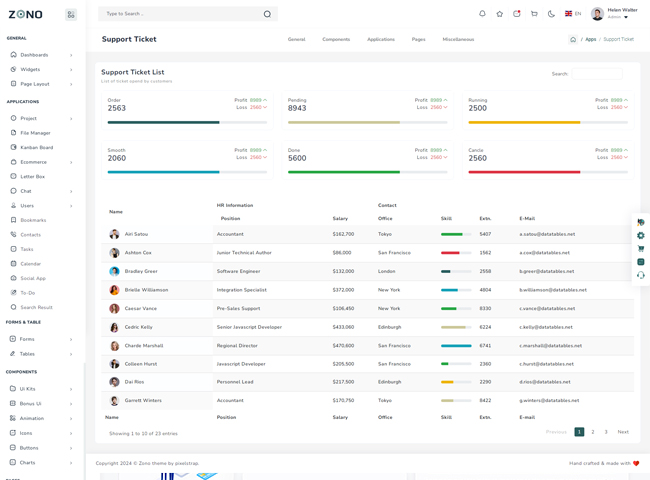 ZONO
Type to Search ..
EN
Helen Walter
Admin
Support Ticket
General
Components
Applications
Pages
Miscellaneous
/ Apps / Support Ticket
GENERAL
Dashboards
Widgets
Page Layout
APPLICATIONS
Project
File Manager
Kanban Board
Ecommerce
Letter Box
Chat
Users
Bookmarks
Contacts
Tasks
Calendar
Social App
To-Do
Search Result
FORMS & TABLE
Forms
Tables
COMPONENTS
Ui Kits
Bonus Ui
Animation
Icons
Buttons
Charts
Support Ticket List
List of ticket opend by customers
Search:
Order
2563
Profit 8989
Loss 2560
Pending
8943
Profit 8989
Loss 2560
Running
2500
Profit 8989
Loss 2560
Smooth
2060
Profit 8989
Loss 2560
Done
5600
Profit 8989
Loss 2560
Cancle
2560
Profit 8989
Loss 2560
HR Information Contact
Name Position Salary Office Skill Extn. E-Mail
Airi Satou Accountant $162,700 Tokyo 5407 a.satou@datatables.net
Ashton Cox Junior Technical Author $86,000 San Francisco 1562 a.cox@datatables.net
Bradley Greer Software Engineer $132,000 London 2558 b.greer@datatables.net
Brielle Williamson Integration Specialist $372,000 New York 4804 b.williamson@datatables.net
Caesar Vance Pre-Sales Support $106,450 New York 8330 c.vance@datatables.net
Cedric Kelly Senior Javascript Developer $433,060 Edinburgh 6224 c.kelly@datatables.net
Charde Marshall Regional Director $470,600 San Francisco 6741 c.marshall@datatables.net
Colleen Hurst Javascript Developer $205,500 San Francisco 2360 c.hurst@datatables.net
Dai Rios Personnel Lead $217,500 Edinburgh 2290 d.rios@datatables.net
Garrett Winters Accountant $170,750 Tokyo 8422 g.winters@datatables.net
Name Position Salary Office Skill Extn. E-mail
Showing 1 to 10 of 23 entries
Previous 1 2 3 Next
Copyright 2024 © Zono theme by pixelstrap.
Hand crafted & made with